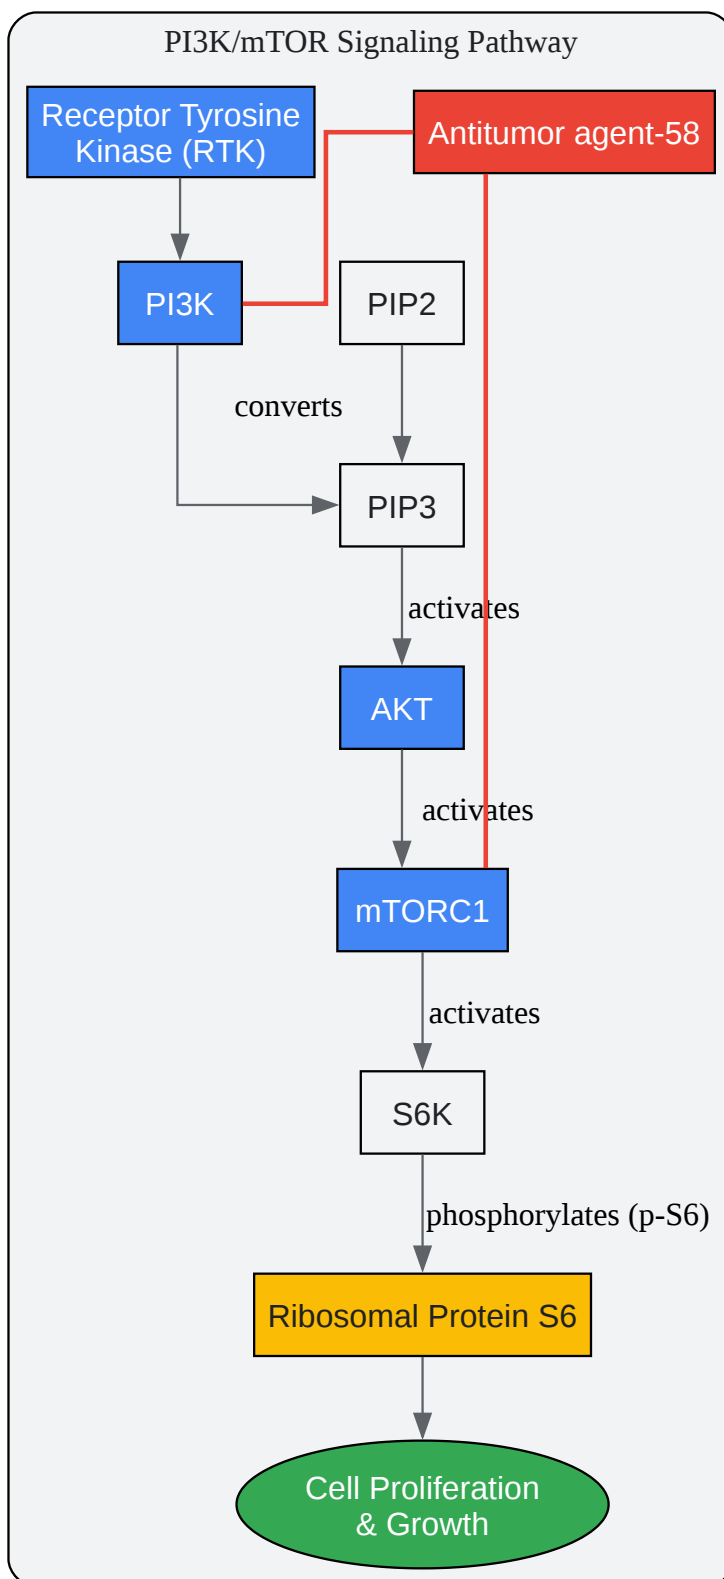 PI3K/mTOR Signaling Pathway
Receptor Tyrosine
Kinase (RTK)
Antitumor agent-58
PI3K
PIP2
converts
PIP3
activates
AKT
activates
mTORC1
activates
S6K
phosphorylates (p-S6)
Ribosomal Protein S6
Cell Proliferation
& Growth